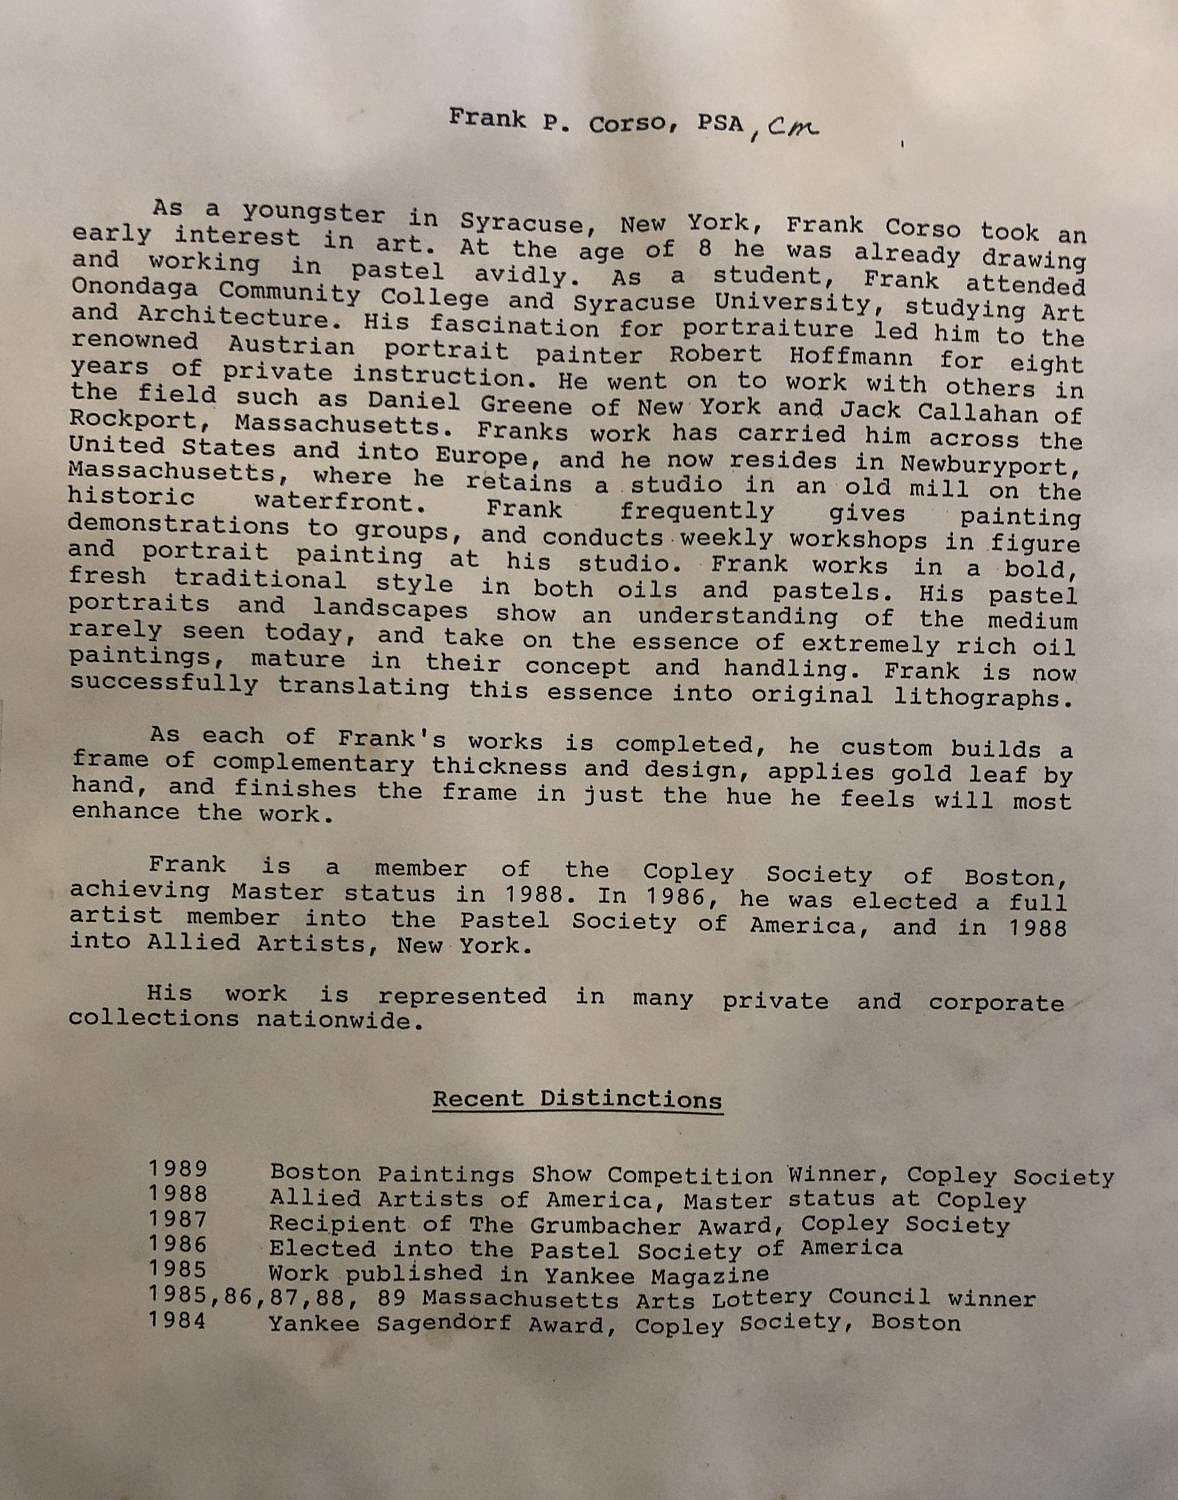 Frank P. Corso, PSA, CM
As a youngster in Syracuse, New York, Frank Corso took an
early interest in art. At the age of 8 he was already drawing
and working in pastel avidly. As a student, Frank attended
Onondaga Community College and Syracuse University, studying Art
and Architecture. His fascination for portraiture led him to the
renowned Austrian portrait painter Robert Hoffmann for eight
years of private instruction. He went on to work with others in
the field such as Daniel Greene of New York and Jack Callahan of
Rockport, Massachusetts. Franks work has carried him across the
United States and into Europe, and he now resides in Newburyport,
Massachusetts, where he retains a studio in an old mill on the
historic waterfront. Frank frequently gives painting
demonstrations to groups, and conducts weekly workshops in figure
and portrait painting at his studio. Frank works in a bold,
fresh traditional style in both oils and pastels. His pastel
portraits and landscapes show an understanding of the medium
rarely seen today, and take on the essence of extremely rich oil
paintings, mature in their concept and handling. Frank is now
successfully translating this essence into original lithographs.
As each of Frank's works is completed, he custom builds a
frame of complementary thickness and design, applies gold leaf by
hand, and finishes the frame in just the hue he feels will most
enhance the work.
Frank is a member of the Copley Society of Boston,
achieving Master status in 1988. In 1986, he was elected a full
artist member into the Pastel Society of America, and in 1988
into Allied Artists, New York.
His work is represented in many private and corporate
collections nationwide.
Recent Distinctions
1989 Boston Paintings Show Competition Winner, Copley Society
1988 Allied Artists of America, Master status at Copley
1987 Recipient of The Grumbacher Award, Copley Society
1986 Elected into the Pastel Society of America
1985 Work published in Yankee Magazine
1985,86,87,88, 89 Massachusetts Arts Lottery Council winner
1984 Yankee Sagendorf Award, Copley Society, Boston